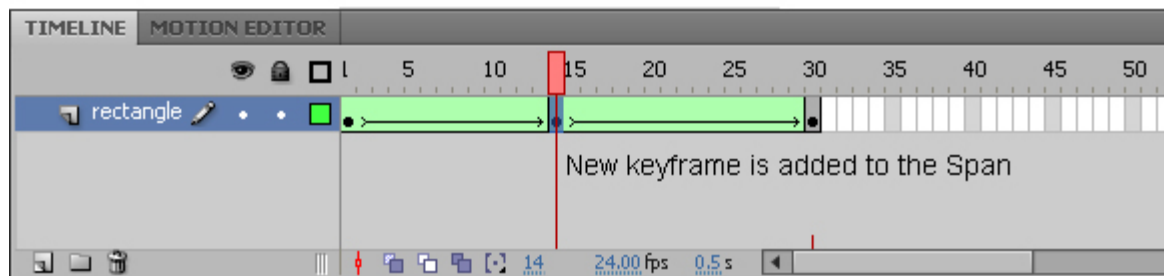 TIMELINE MOTION EDITOR
1 5 10 15 20 25 30 35 40 45 50
rectangle
New keyframe is added to the Span
14 24.00 fps 0.5 s